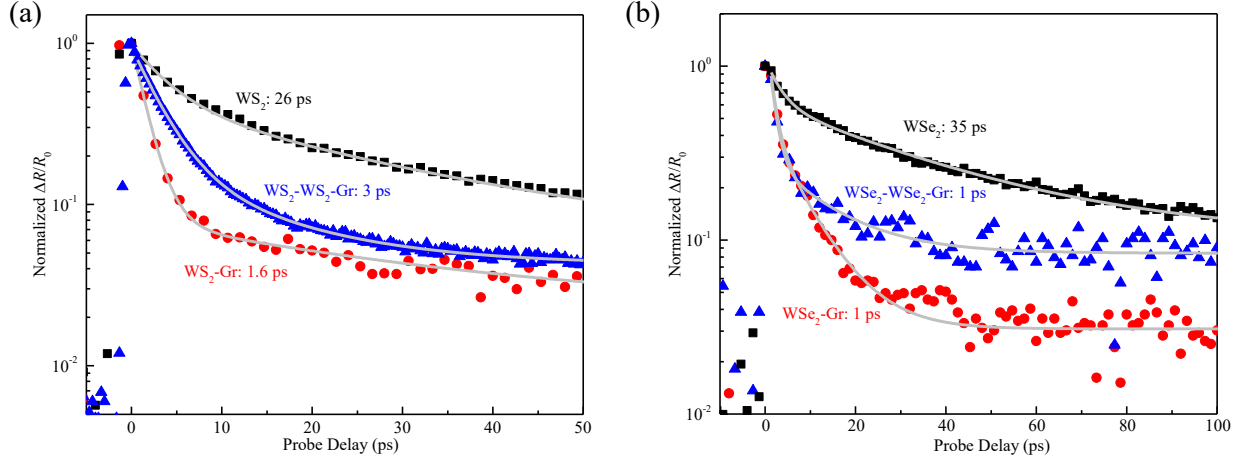 (a)
Normalized ΔR/R₀
10⁰
10⁻¹
10⁻²
WS₂: 26 ps
WS₂-WS₂-Gr: 3 ps
WS₂-Gr: 1.6 ps
0 10 20 30 40 50
Probe Delay (ps)
(b)
Normalized ΔR/R₀
10⁰
10⁻¹
10⁻²
WSe₂: 35 ps
WSe₂-WSe₂-Gr: 1 ps
WSe₂-Gr: 1 ps
0 20 40 60 80 100
Probe Delay (ps)